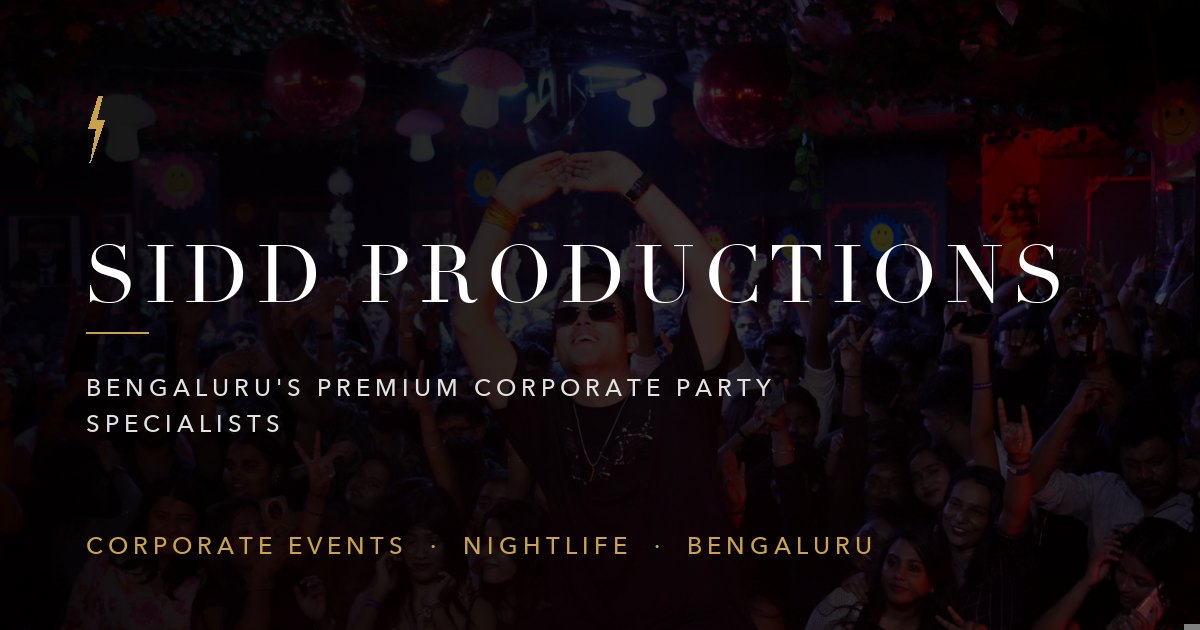 SIDD PRODUCTIONS
BENGALURU'S PREMIUM CORPORATE PARTY
SPECIALISTS
CORPORATE EVENTS · NIGHTLIFE · BENGALURU